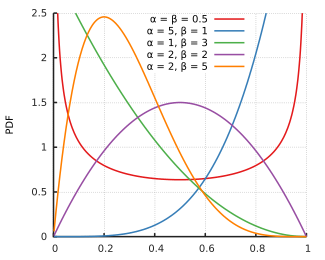 2.5
2
1.5
1
0.5
0
PDF
α = β = 0.5
α = 5, β = 1
α = 1, β = 3
α = 2, β = 2
α = 2, β = 5
0 0.2 0.4 0.6 0.8 1